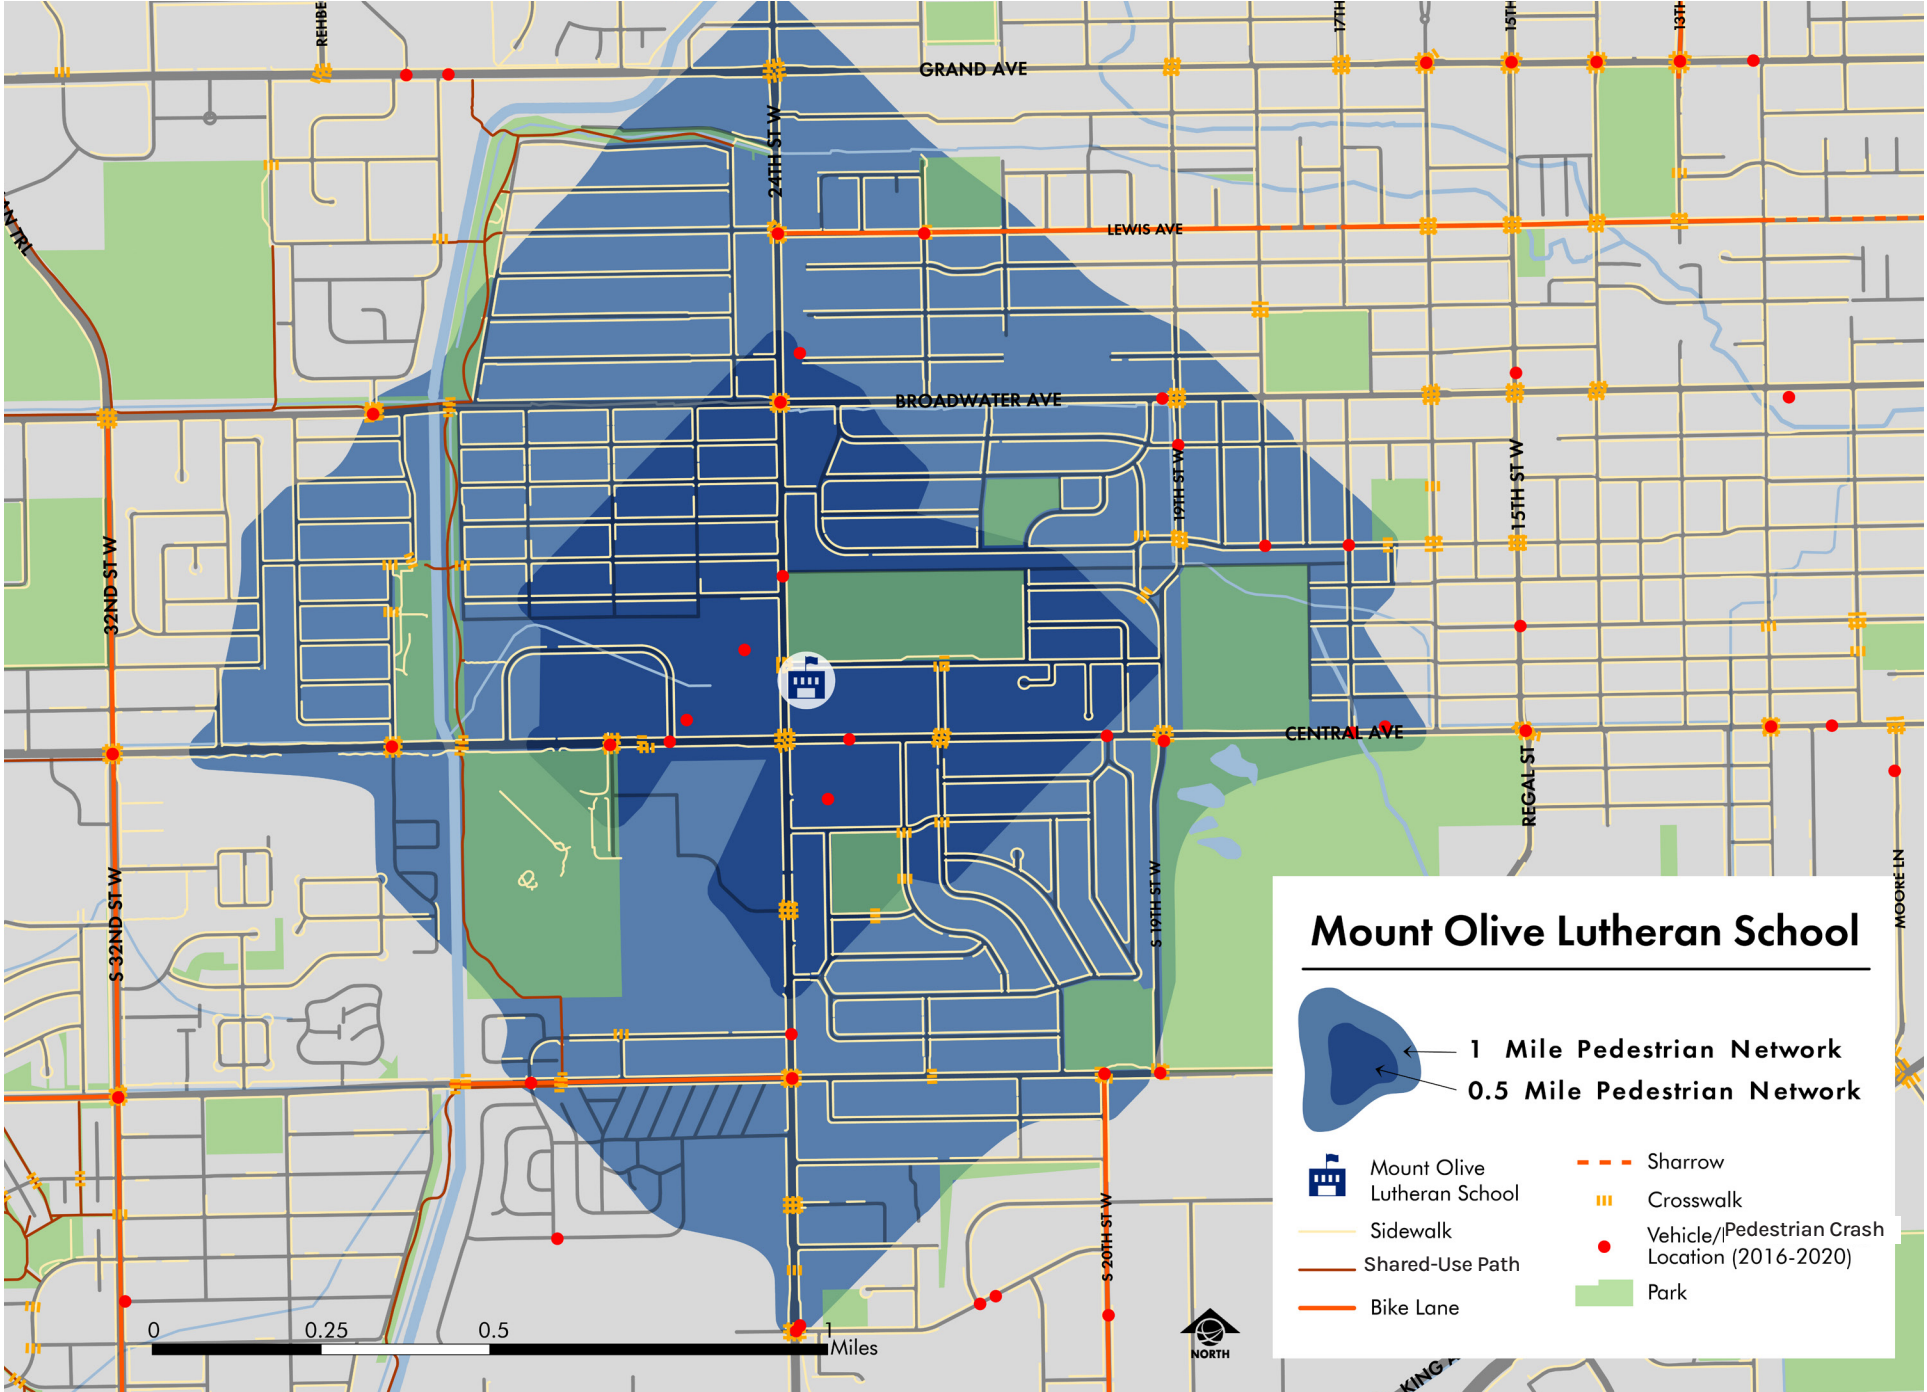 REHBE
17TH
15TH
13TH
GRAND AVE
24TH ST W
AN TRL
LEWIS AVE
BROADWATER AVE
19TH ST W
15TH ST W
32ND ST W
CENTRAL AVE
REGAL ST
S 32ND ST W
S 19TH ST W
MOORE LN
S 20TH ST W
KING A
0 0.25 0.5 1
Miles
NORTH
Mount Olive Lutheran School
1 Mile Pedestrian Network
0.5 Mile Pedestrian Network
Mount Olive
Lutheran School
Sidewalk
Shared-Use Path
Bike Lane
Sharrow
Crosswalk
Vehicle/Pedestrian Crash
Location (2016-2020)
Park